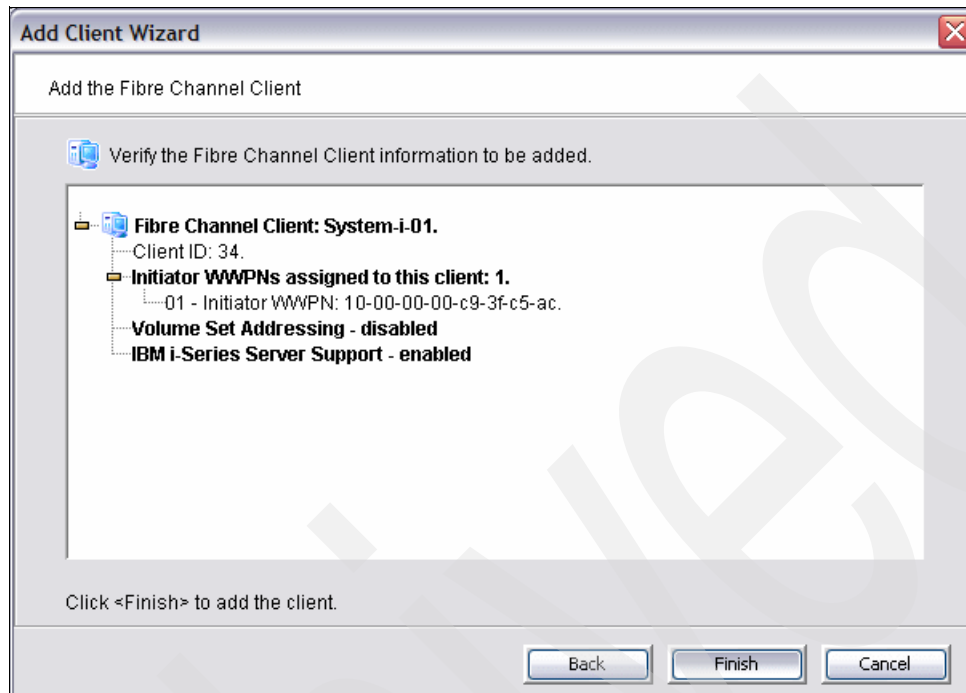 Add Client Wizard
Add the Fibre Channel Client
Verify the Fibre Channel Client information to be added.
Fibre Channel Client: System-i-01.
Client ID: 34.
Initiator WWPNs assigned to this client: 1.
01 - Initiator WWPN: 10-00-00-00-c9-3f-c5-ac.
Volume Set Addressing - disabled
IBM i-Series Server Support - enabled
Click <Finish> to add the client.
Back Finish Cancel